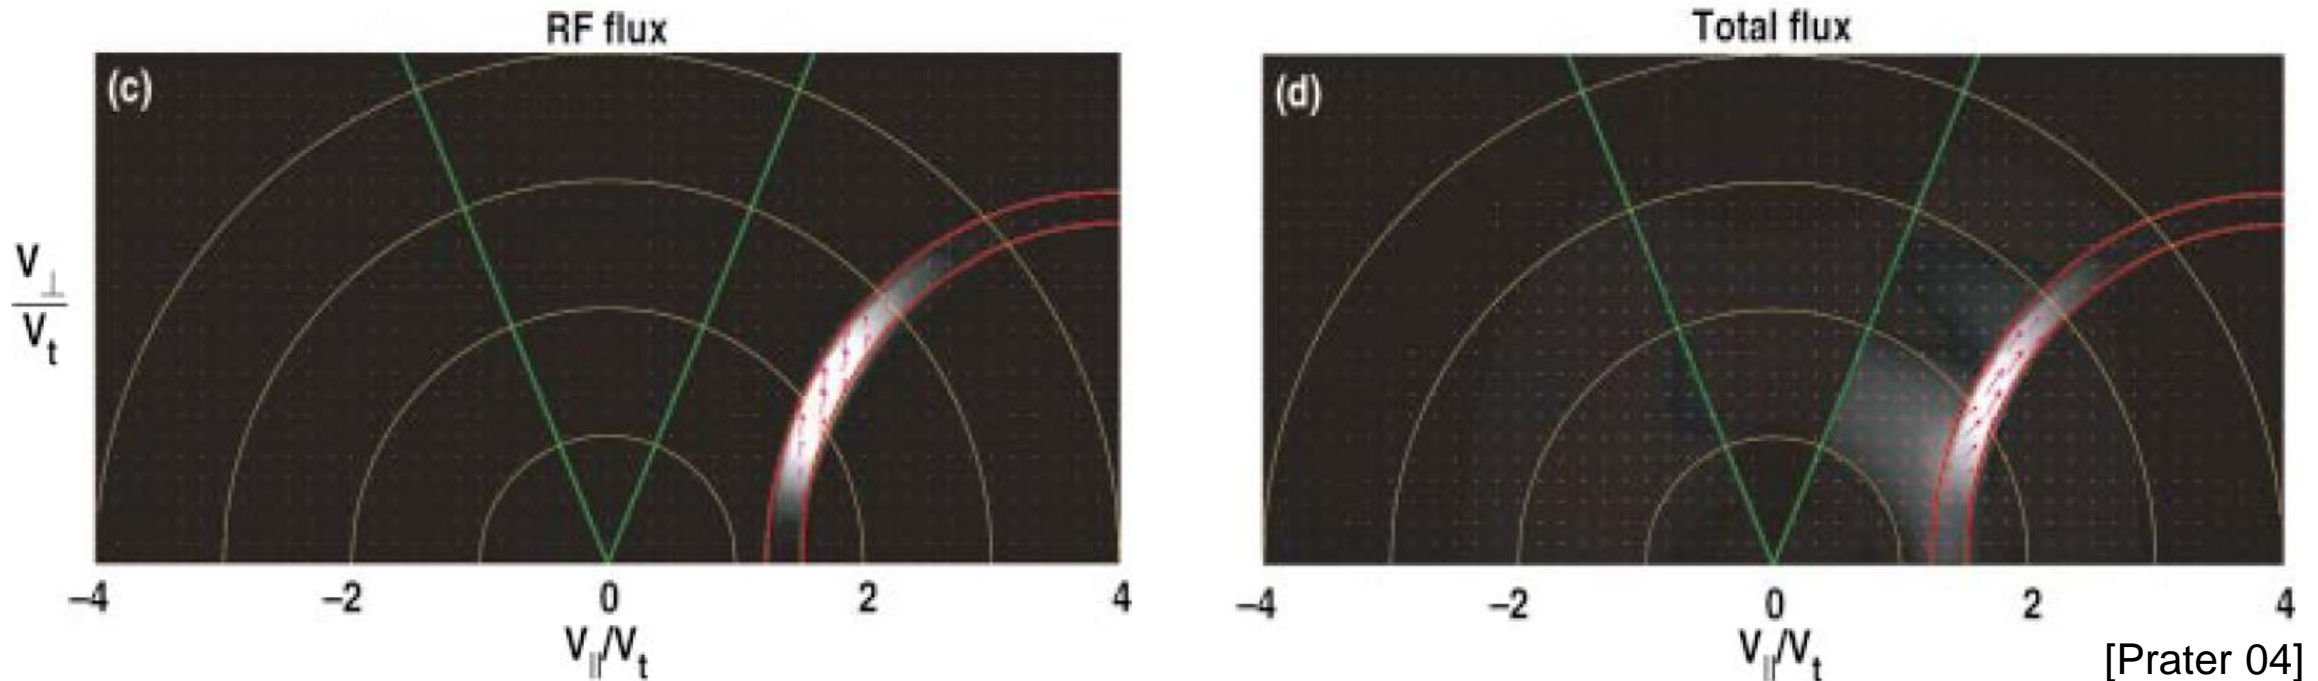 RF flux
(c)
V⊥
Vt
–4 –2 0 2 4
V||/Vt
Total flux
(d)
–4 –2 0 2 4
V||/Vt
[Prater 04]